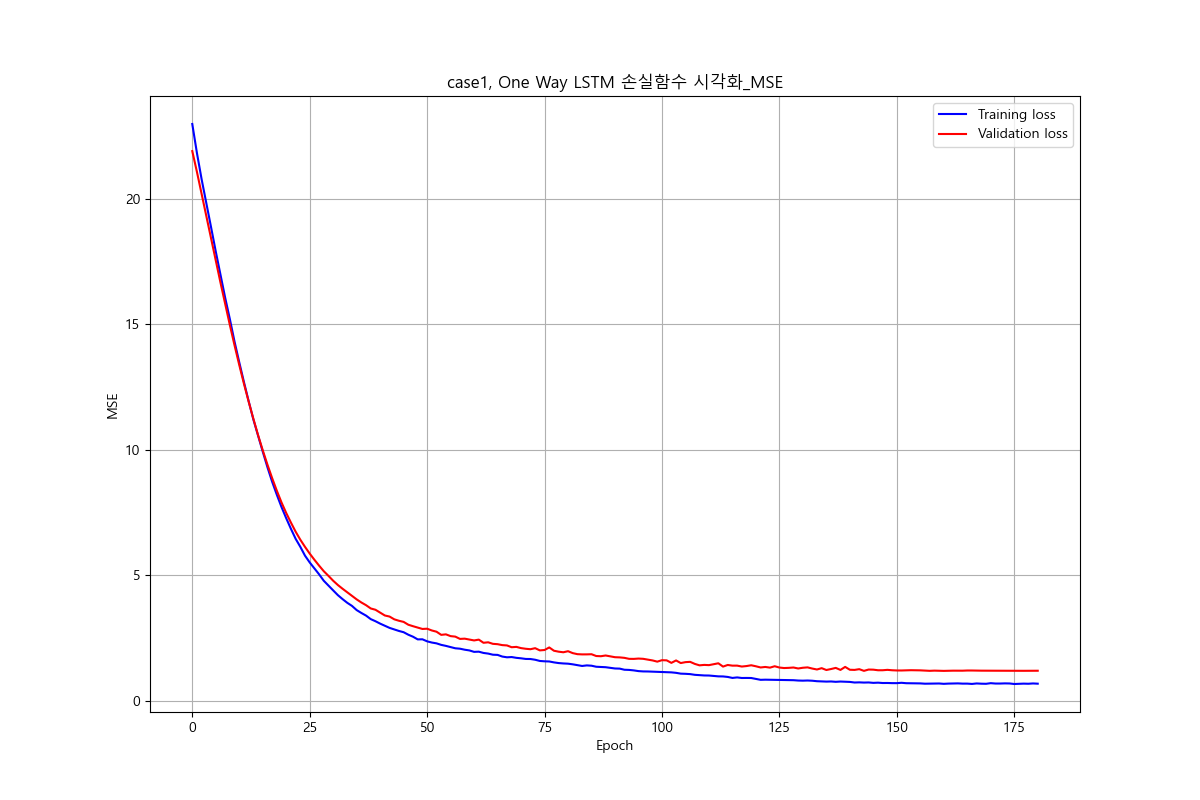 case1, One Way LSTM 손실함수 시각화_MSE
Training loss
Validation loss
20
15
10
5
0
MSE
0 25 50 75 100 125 150 175
Epoch